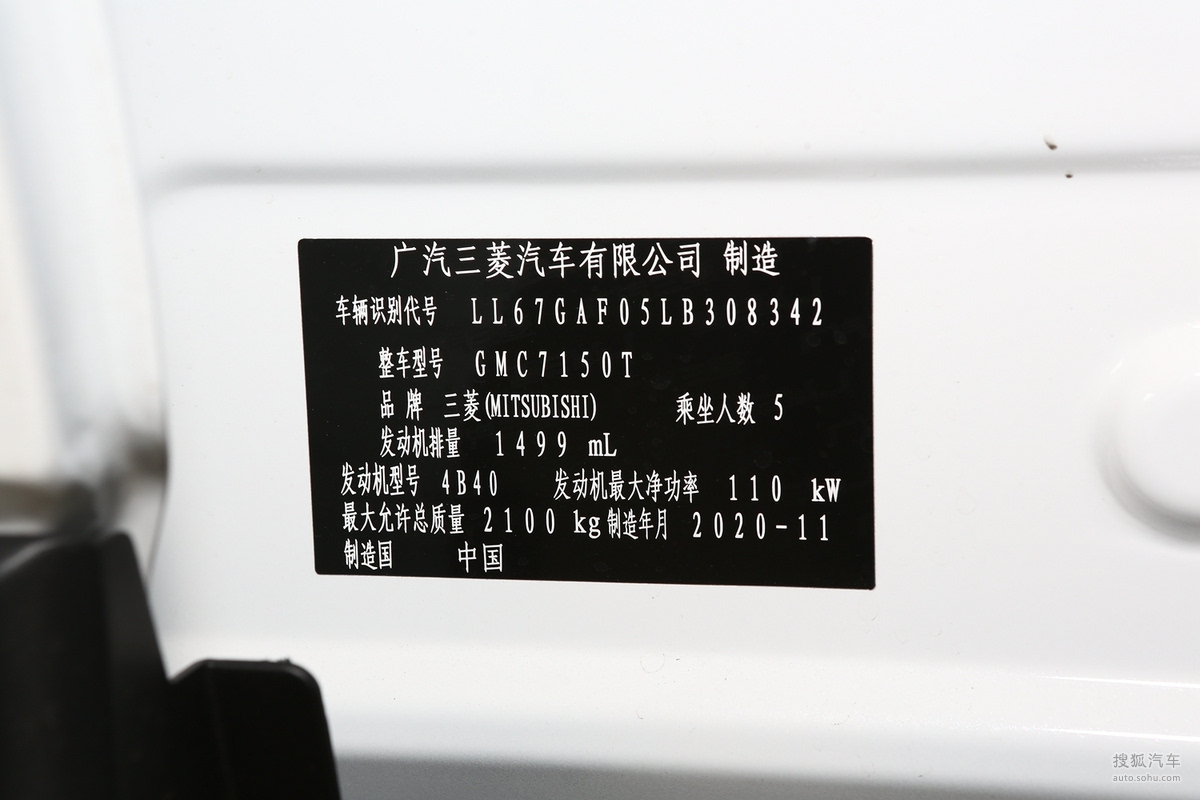 广汽三菱汽车有限公司 制造
车辆识别代号 LL67GAF05LB308342
整车型号 GMC7150T
品牌 三菱(MITSUBISHI) 乘坐人数 5
发动机排量 1499 mL
发动机型号 4B40 发动机最大净功率 110 kW
最大允许总质量 2100 kg 制造年月 2020-11
制造国 中国
搜狐汽车
auto.sohu.com